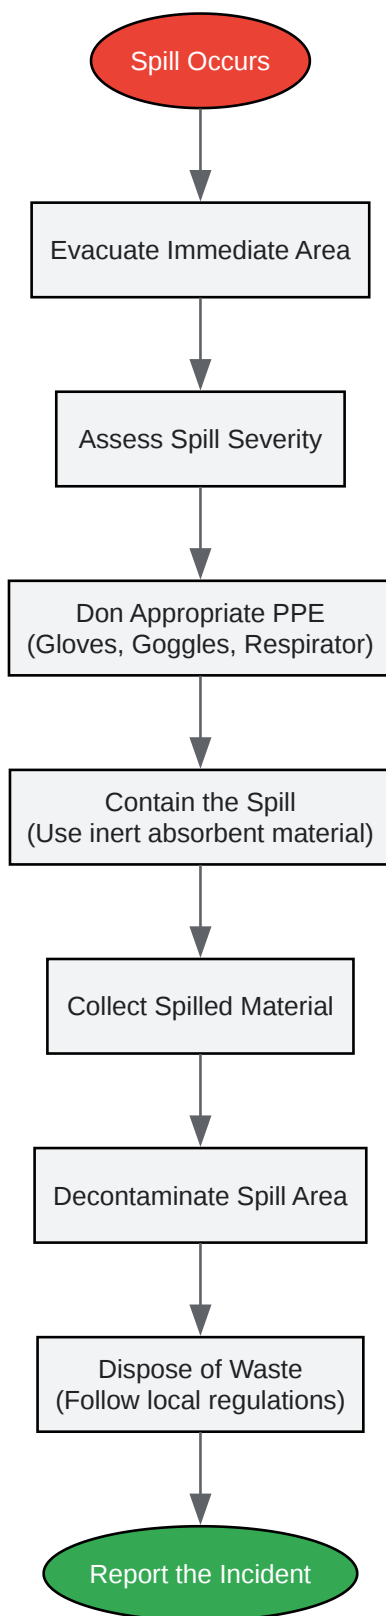 Spill Occurs
Evacuate Immediate Area
Assess Spill Severity
Don Appropriate PPE
(Gloves, Goggles, Respirator)
Contain the Spill
(Use inert absorbent material)
Collect Spilled Material
Decontaminate Spill Area
Dispose of Waste
(Follow local regulations)
Report the Incident